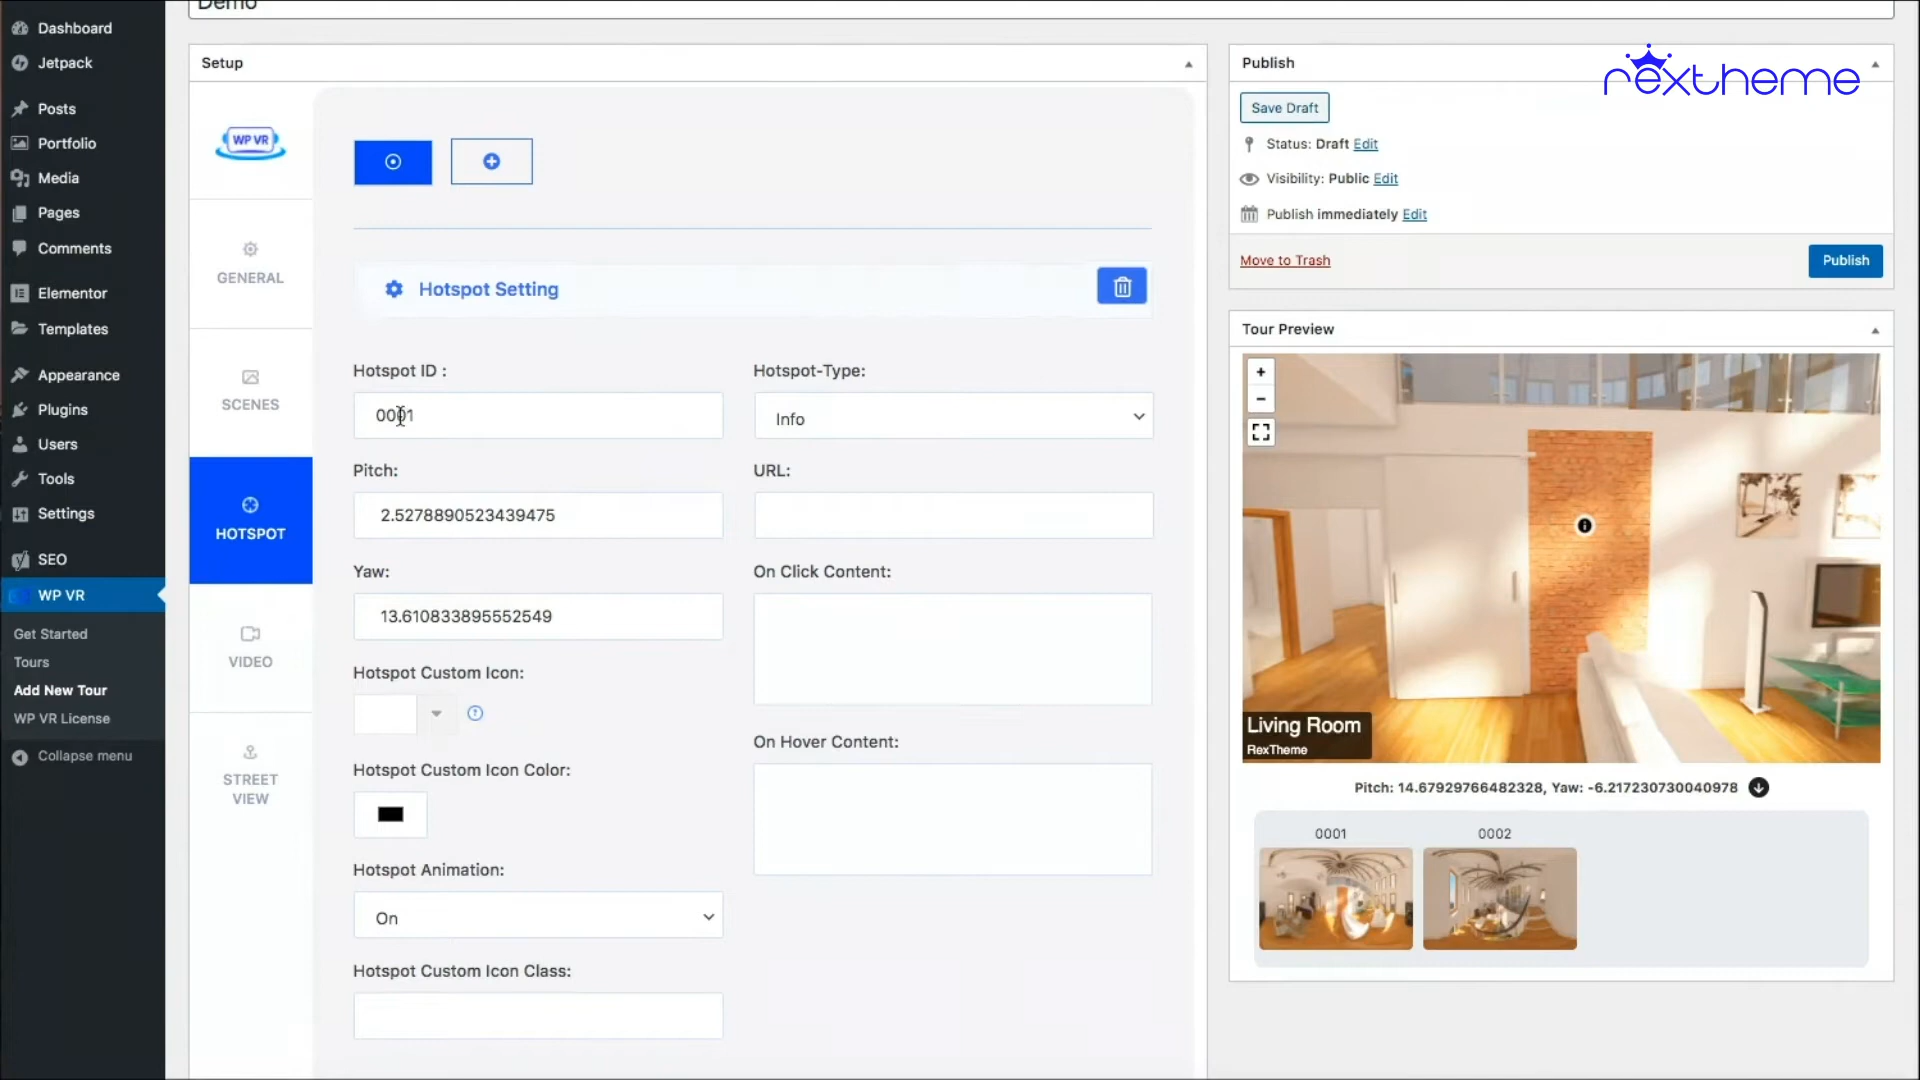 Demo
Dashboard
Jetpack
Posts
Portfolio
Media
Pages
Comments
Elementor
Templates
Appearance
Plugins
Users
Tools
Settings
SEO
WP VR
Get Started
Tours
Add New Tour
WP VR License
Collapse menu
Setup
WP VR
GENERAL
SCENES
HOTSPOT
VIDEO
STREET
VIEW
Hotspot Setting
Hotspot ID :
0001
Pitch:
2.5278890523439475
Yaw:
13.610833895552549
Hotspot Custom Icon:
Hotspot Custom Icon Color:
Hotspot Animation:
On
Hotspot Custom Icon Class:
Hotspot-Type:
Info
URL:
On Click Content:
On Hover Content:
Publish
rextheme
Save Draft
Status: Draft Edit
Visibility: Public Edit
Publish immediately Edit
Move to Trash
Publish
Tour Preview
Living Room
RexTheme
Pitch: 14.67929766482328, Yaw: -6.217230730040978
0001
0002